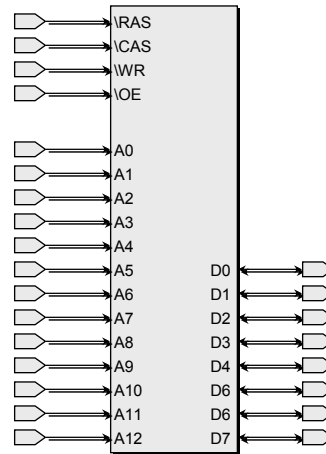 \RAS
\CAS
\WR
\OE
A0
A1
A2
A3
A4
A5 D0
A6 D1
A7 D2
A8 D3
A9 D4
A10 D6
A11 D6
A12 D7